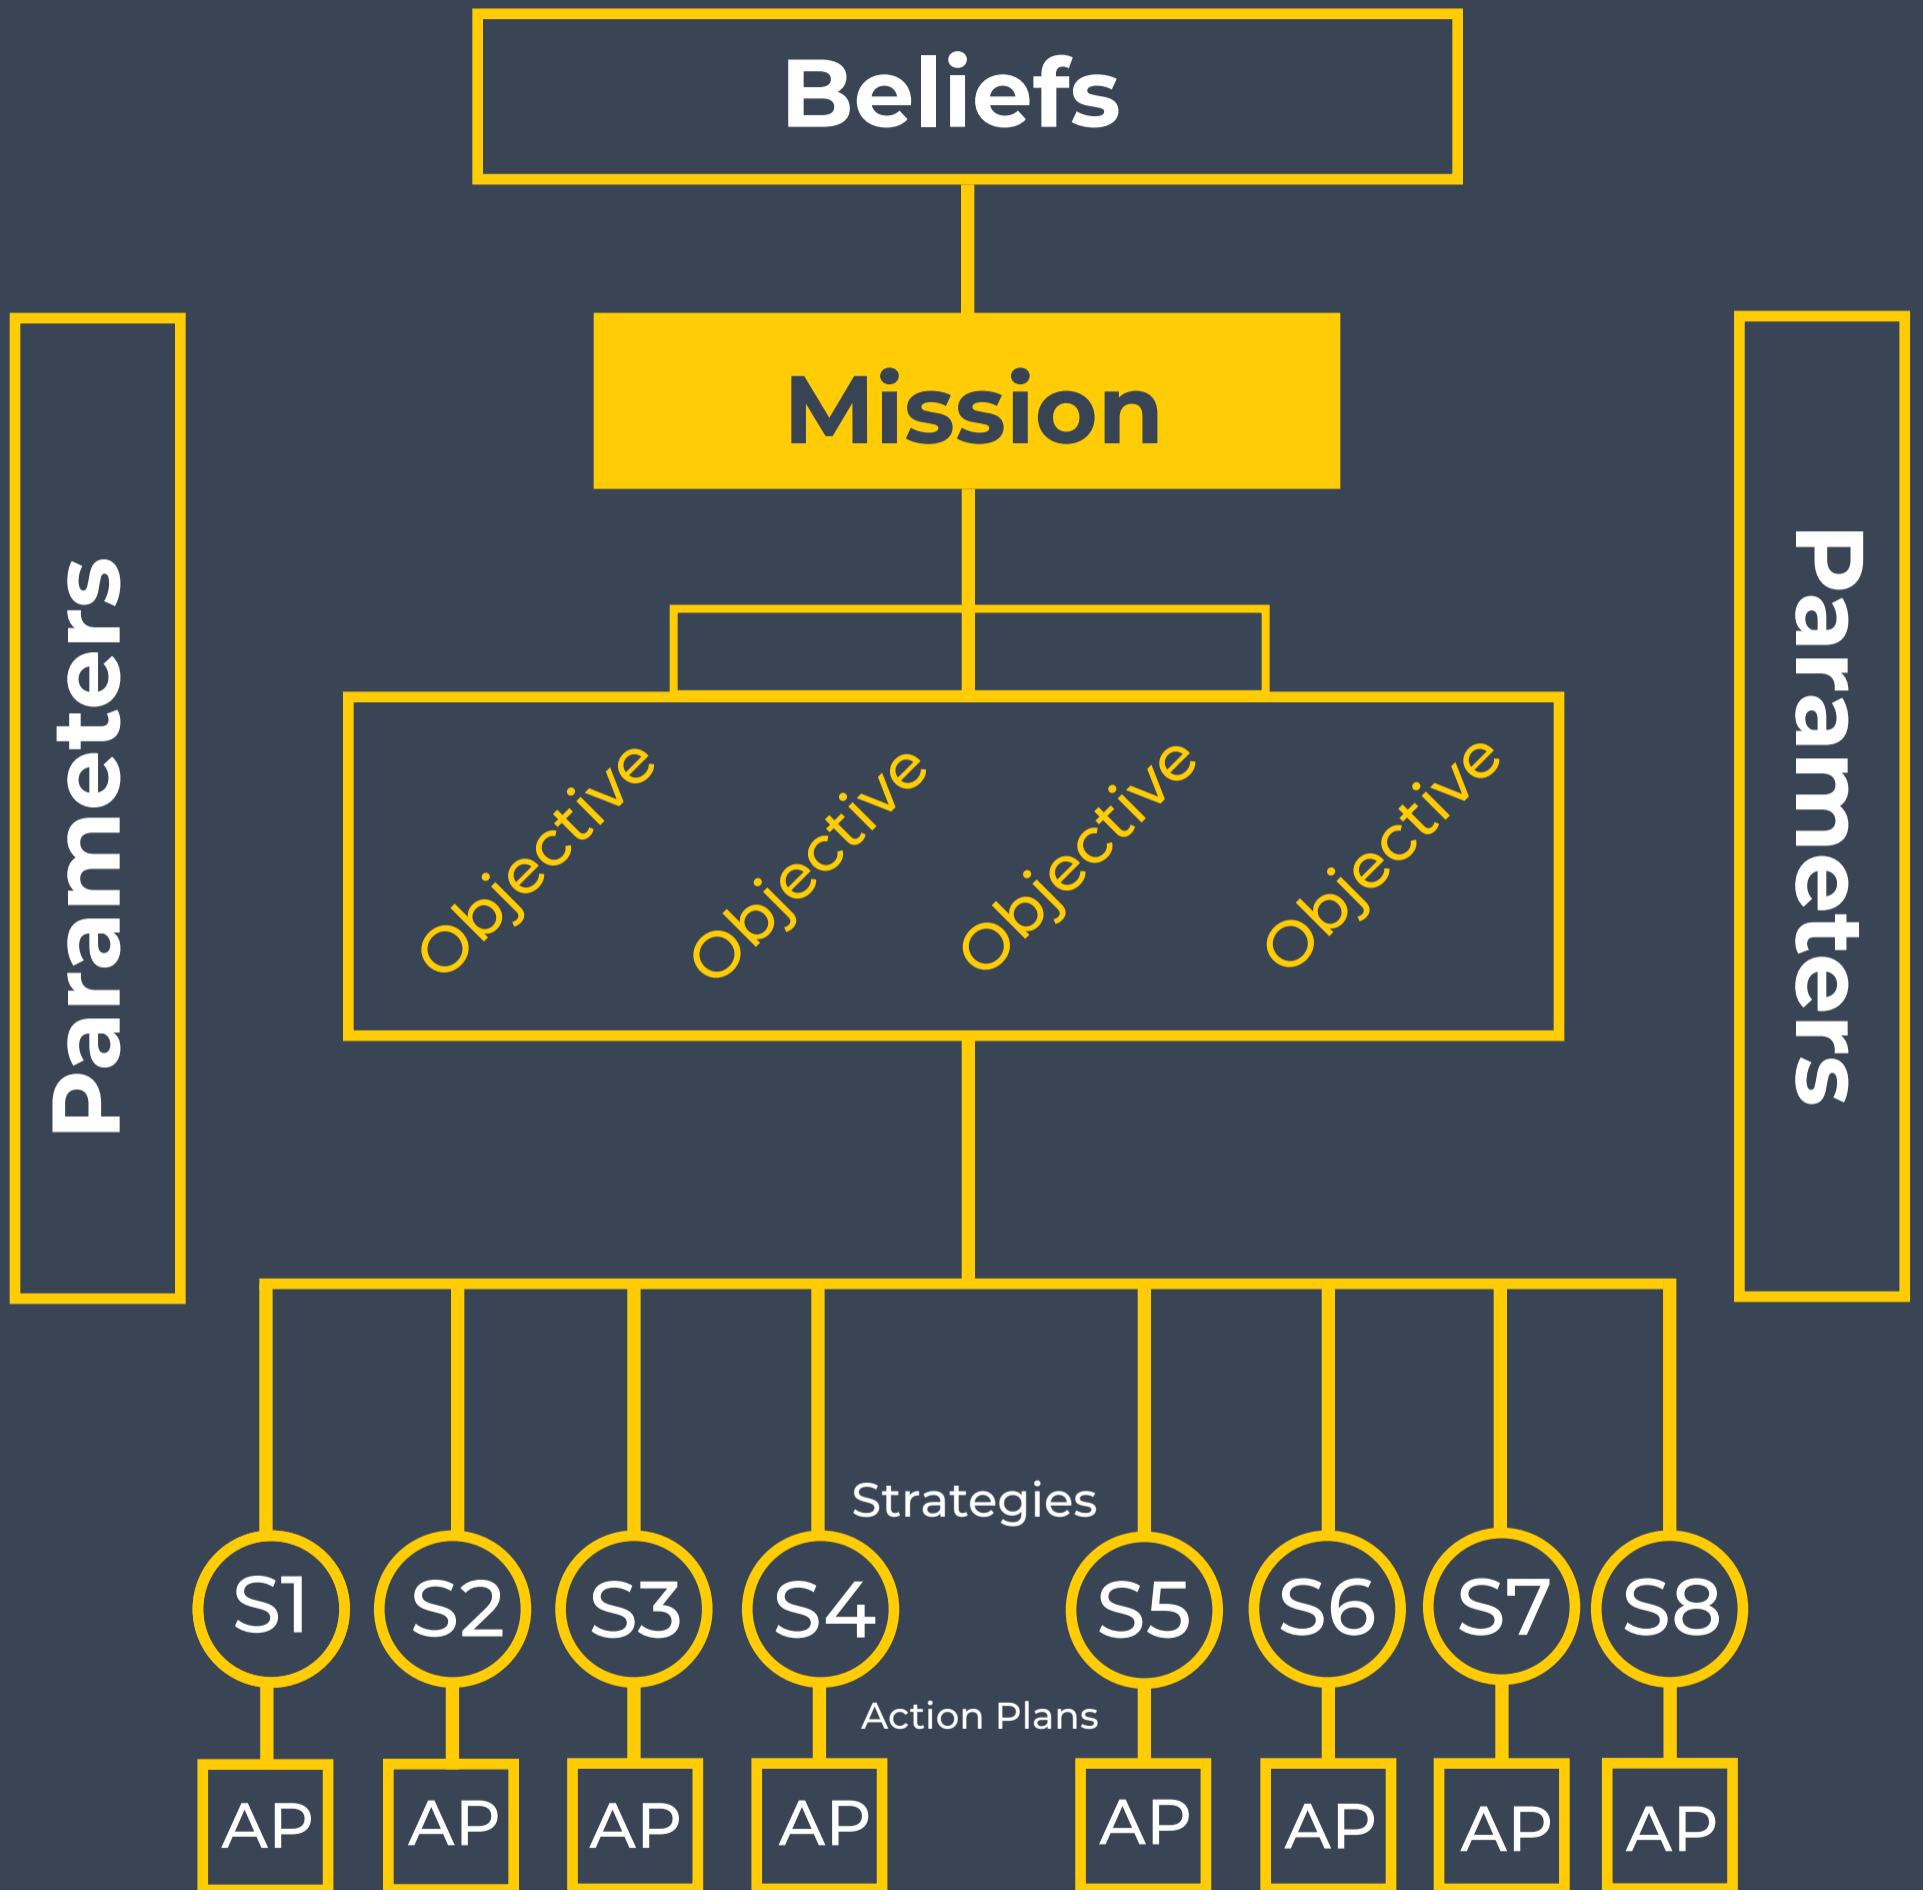 Beliefs
Mission
Parameters
Parameters
Objective
Objective
Objective
Objective
Strategies
S1
S2
S3
S4
S5
S6
S7
S8
Action Plans
AP
AP
AP
AP
AP
AP
AP
AP